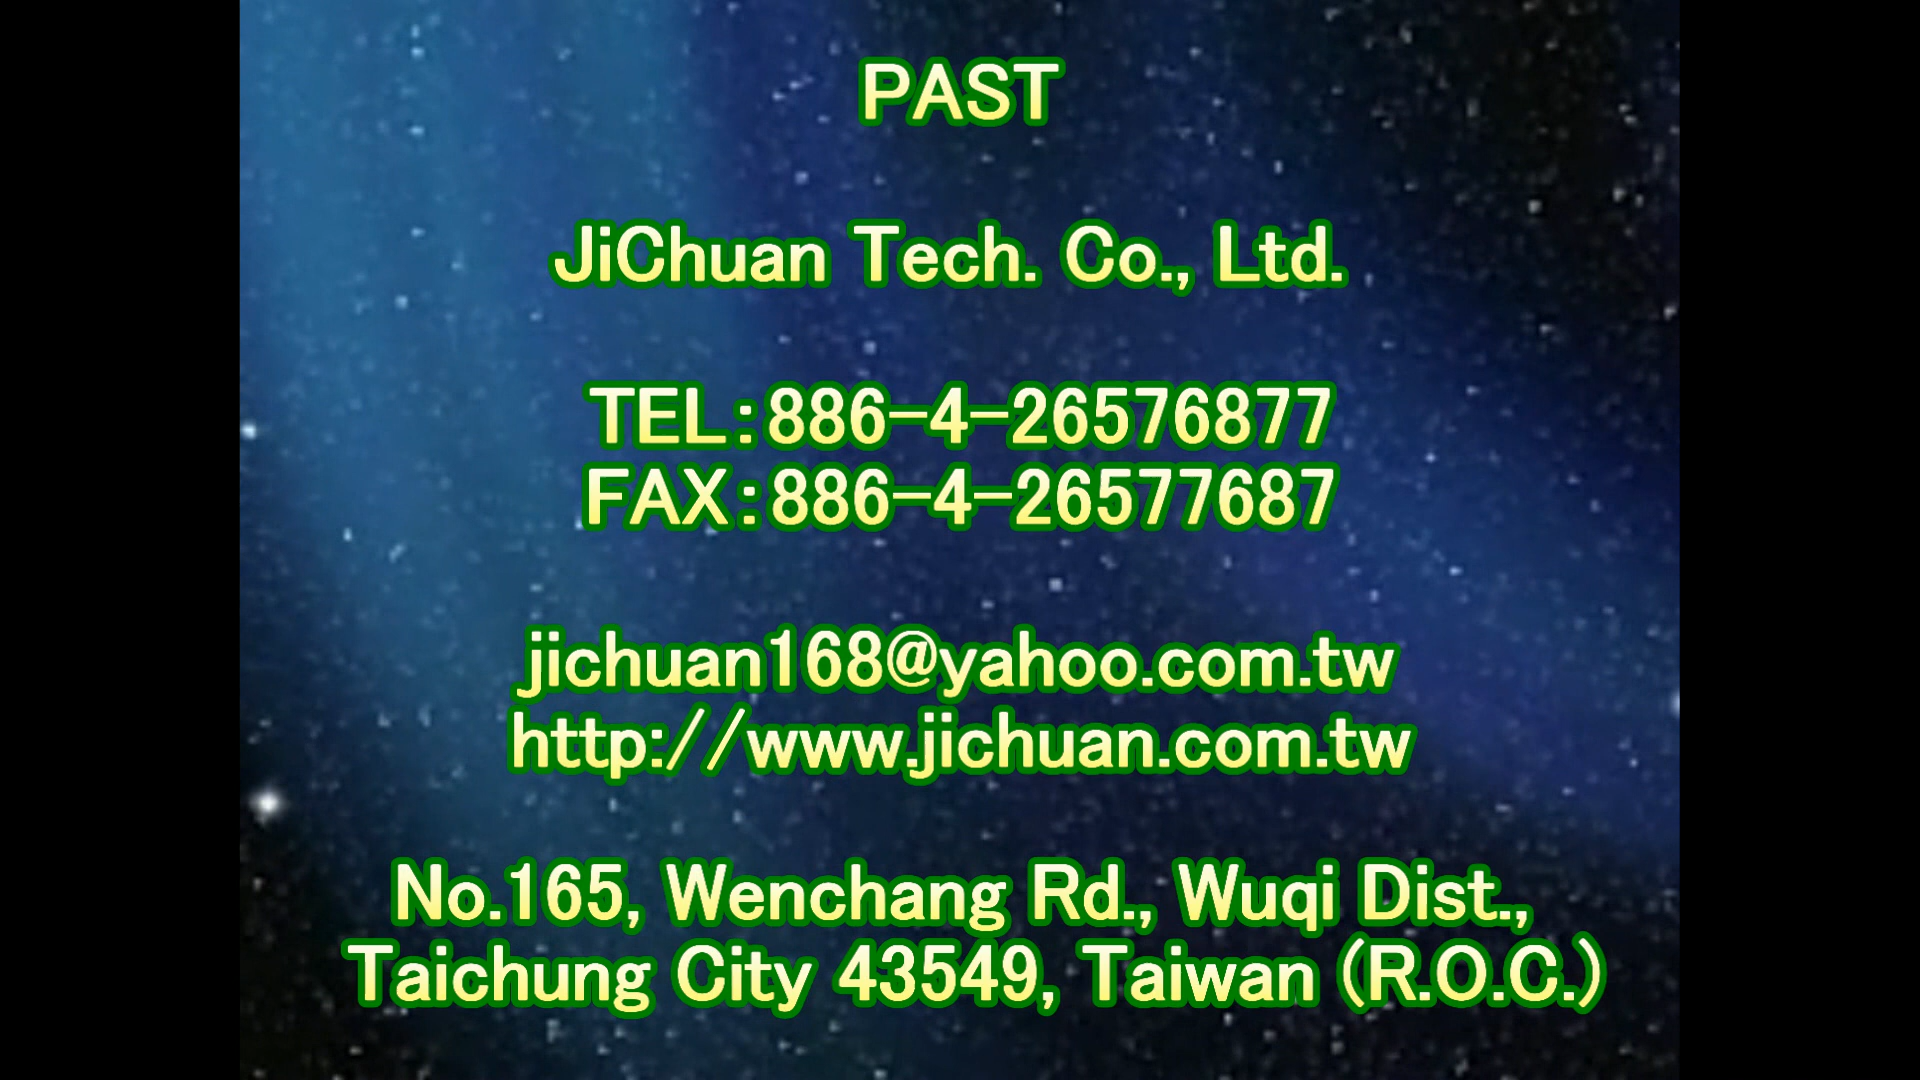 PAST
JiChuan Tech. Co., Ltd.
TEL:886-4-26576877
FAX:886-4-26577687
jichuan168@yahoo.com.tw
http://www.jichuan.com.tw
No.165, Wenchang Rd., Wuqi Dist.,
Taichung City 43549, Taiwan (R.O.C.)